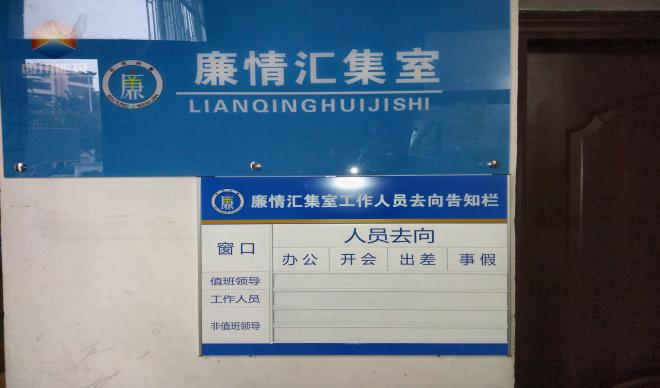 廉情汇集室
LIANQINGHUIJISHI
廉
廉情汇集室工作人员去向告知栏
廉
窗口
人员去向
办公 开会 出差 事假
值班领导
工作人员
非值班领导